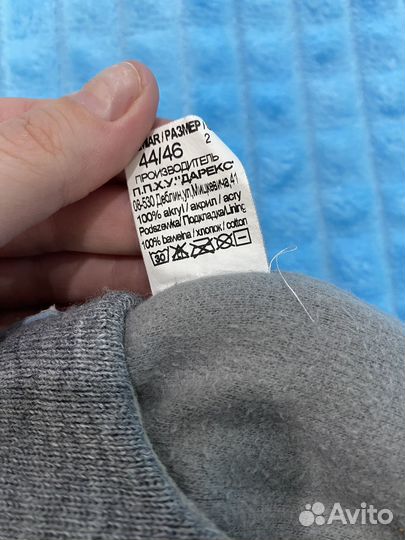 MAR / РАЗМЕР /
44/46 2
ПРОИЗВОДИТЕЛЬ
П.П.Х.У. "ДАРЕКС"
08-530 Деблин, ул. Мицкевича, 41
100% akryl / акрил / acry
Podszewka/ Подкладка/Lining
100% bawełna / хлопок / cotton
30
Avito